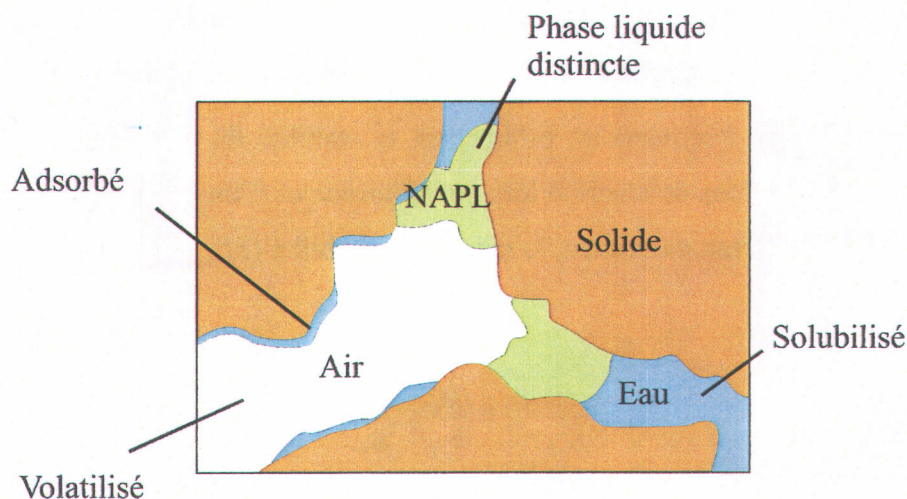 Phase liquide
distincte
Adsorbé
NAPL
Solide
Solubilisé
Air
Eau
Volatilisé